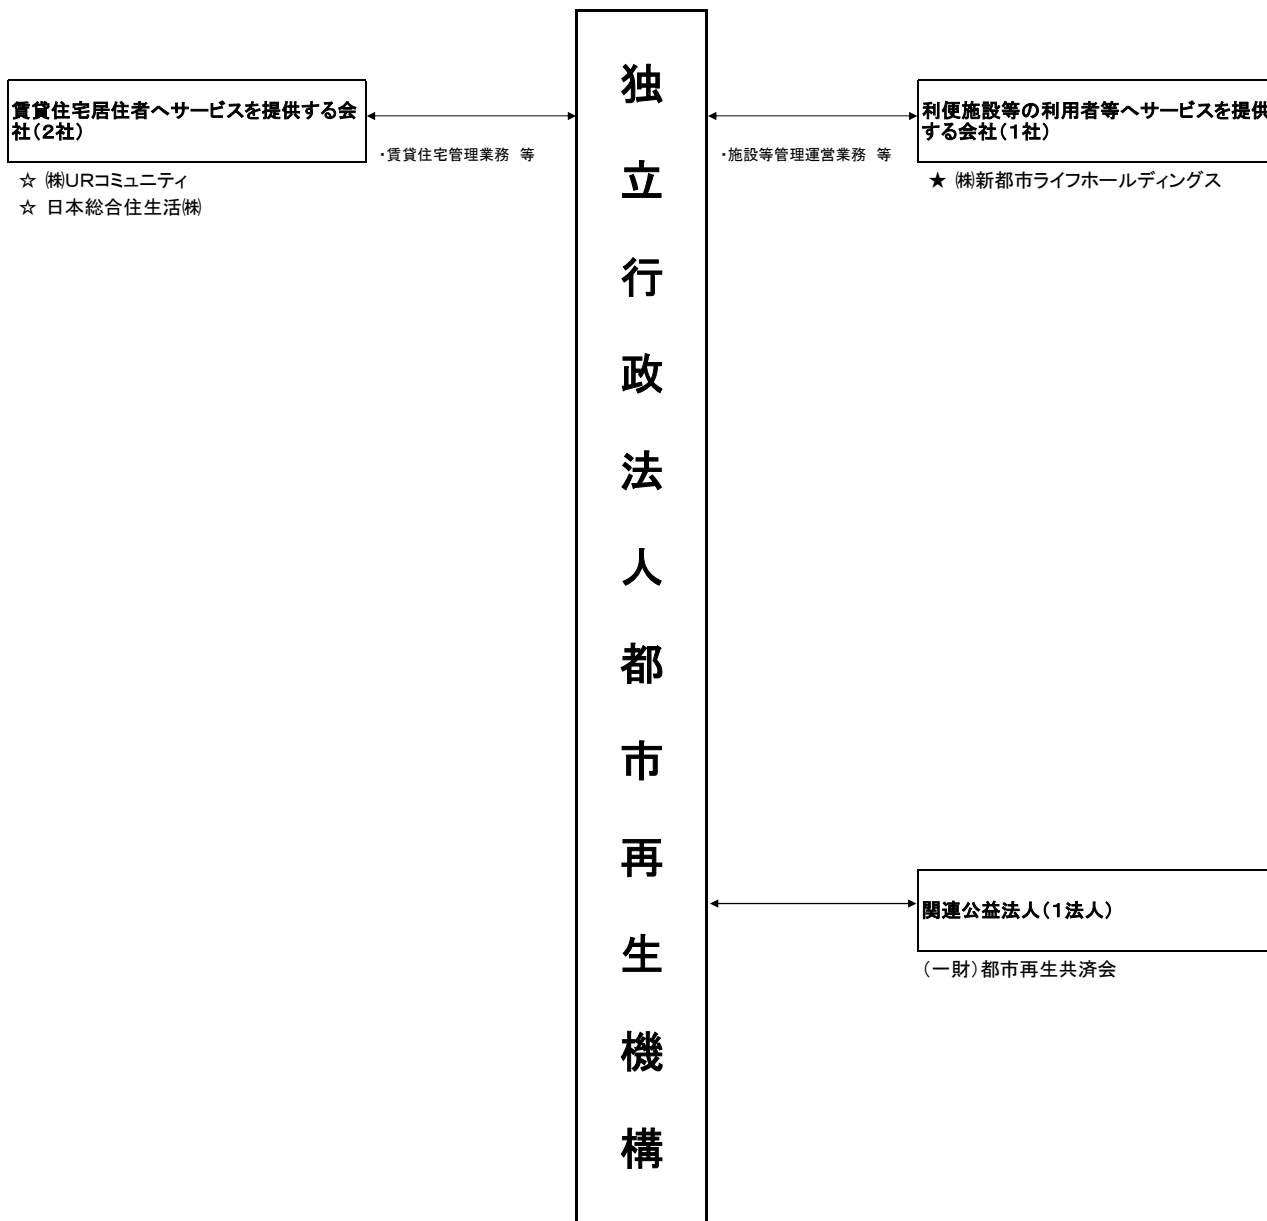 独立行政法人都市再生機構
賃貸住宅居住者へサービスを提供する会
社(2社)
・賃貸住宅管理業務 等
☆ ㈱URコミュニティ
☆ 日本総合住生活㈱
利便施設等の利用者等へサービスを提供
する会社(1社)
・施設等管理運営業務 等
★ ㈱新都市ライフホールディングス
関連公益法人(1法人)
(一財)都市再生共済会